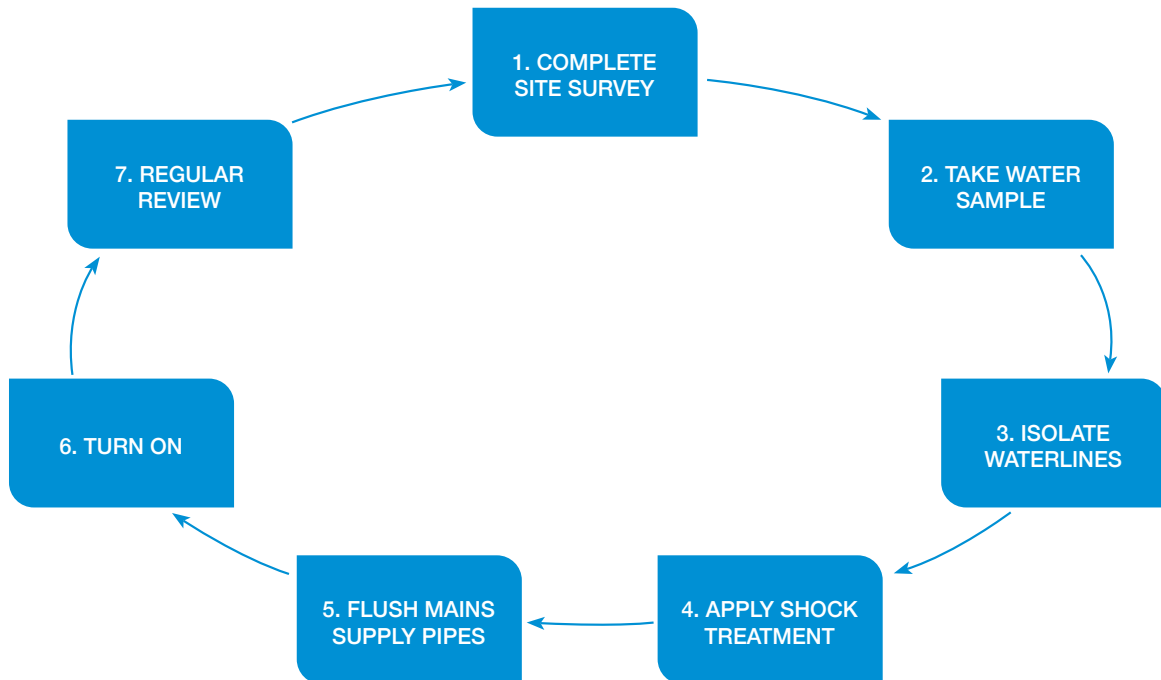 1. COMPLETE
SITE SURVEY
2. TAKE WATER
SAMPLE
3. ISOLATE
WATERLINES
4. APPLY SHOCK
TREATMENT
5. FLUSH MAINS
SUPPLY PIPES
6. TURN ON
7. REGULAR
REVIEW